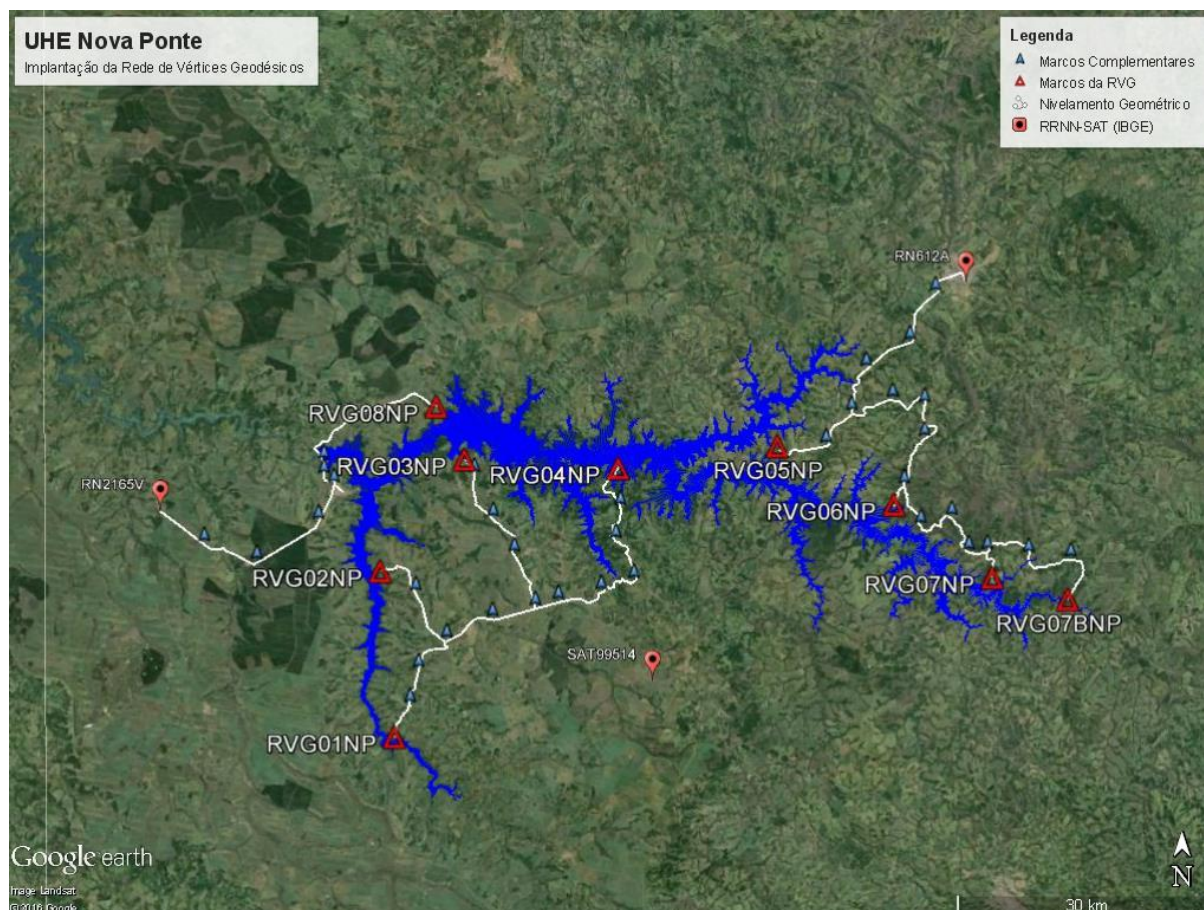 UHE Nova Ponte
Implantação da Rede de Vértices Geodésicos
Legenda
Marcos Complementares
Marcos da RVG
Nivelamento Geométrico
RRNN-SAT (IBGE)
RN612A
RVG08NP
RVG03NP
RVG04NP
RVG05NP
RN2165V
RVG06NP
RVG02NP
RVG07NP
RVG07BNP
SAT99514
RVG01NP
Google earth
Image Landsat
© 2016 Google
N
30 km